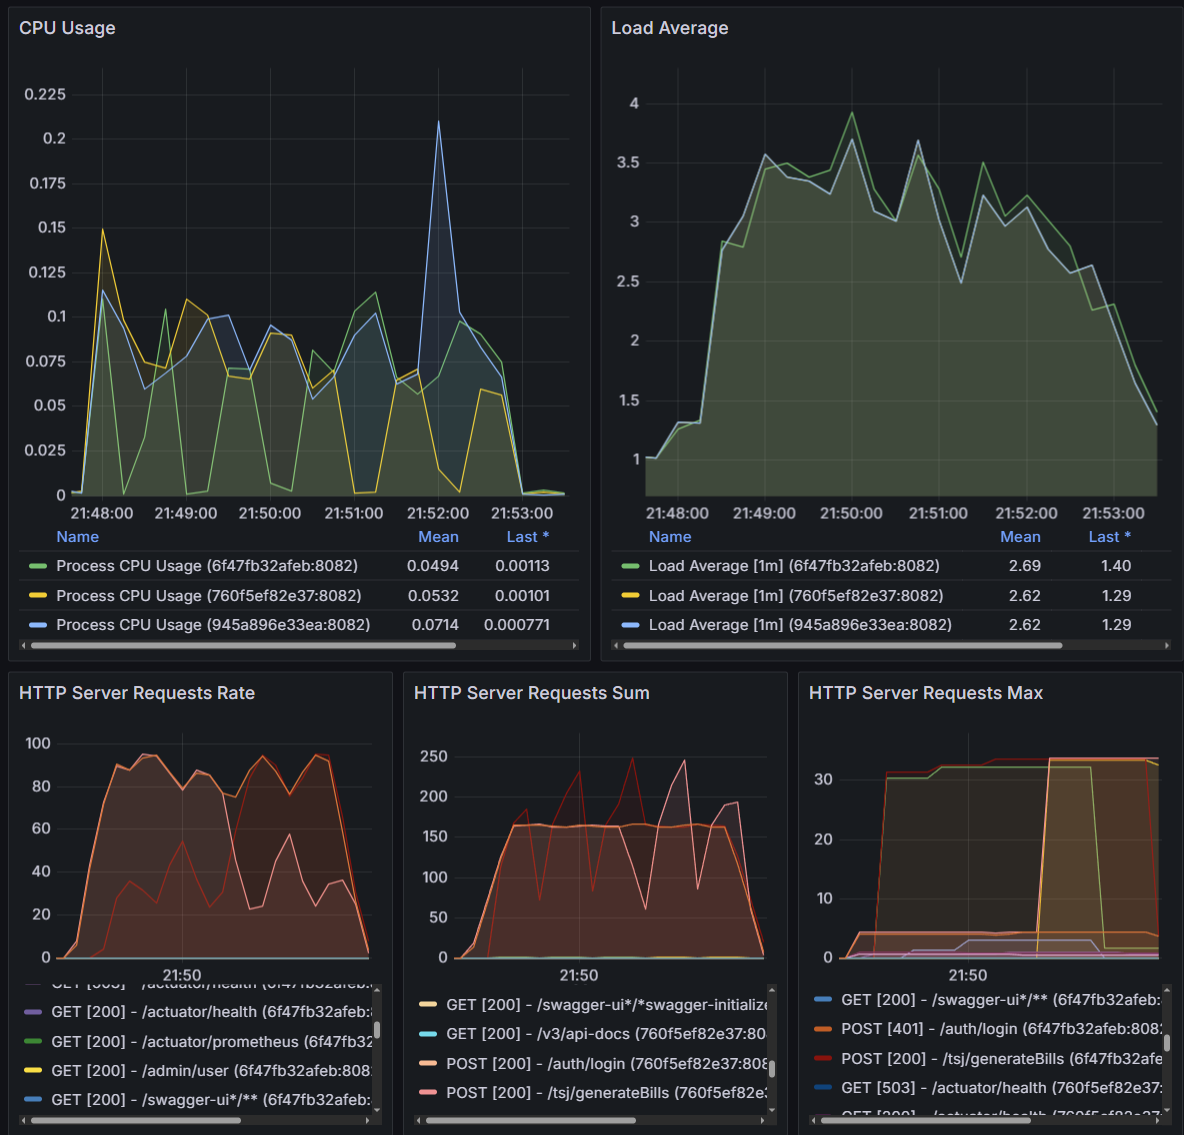 CPU Usage
0.225
0.2
0.175
0.15
0.125
0.1
0.075
0.05
0.025
0
21:48:00 21:49:00 21:50:00 21:51:00 21:52:00 21:53:00
Name Mean Last *
Process CPU Usage (6f47fb32afeb:8082) 0.0494 0.00113
Process CPU Usage (760f5ef82e37:8082) 0.0532 0.00101
Process CPU Usage (945a896e33ea:8082) 0.0714 0.000771
Load Average
4
3.5
3
2.5
2
1.5
1
21:48:00 21:49:00 21:50:00 21:51:00 21:52:00 21:53:00
Name Mean Last *
Load Average [1m] (6f47fb32afeb:8082) 2.69 1.40
Load Average [1m] (760f5ef82e37:8082) 2.62 1.29
Load Average [1m] (945a896e33ea:8082) 2.62 1.29
HTTP Server Requests Rate
100
80
60
40
20
0
21:50
GET [200] - /actuator/health (6f47fb32afeb:
GET [200] - /actuator/prometheus (6f47fb32
GET [200] - /admin/user (6f47fb32afeb:808
GET [200] - /swagger-ui*/** (6f47fb32afeb:
HTTP Server Requests Sum
250
200
150
100
50
0
21:50
GET [200] - /swagger-ui*/*swagger-initialize
GET [200] - /v3/api-docs (760f5ef82e37:80
POST [200] - /auth/login (760f5ef82e37:808
POST [200] - /tsj/generateBills (760f5ef82e
HTTP Server Requests Max
30
20
10
0
21:50
GET [200] - /swagger-ui*/** (6f47fb32afeb:
POST [401] - /auth/login (6f47fb32afeb:808
POST [200] - /tsj/generateBills (6f47fb32afe
GET [503] - /actuator/health (760f5ef82e37: